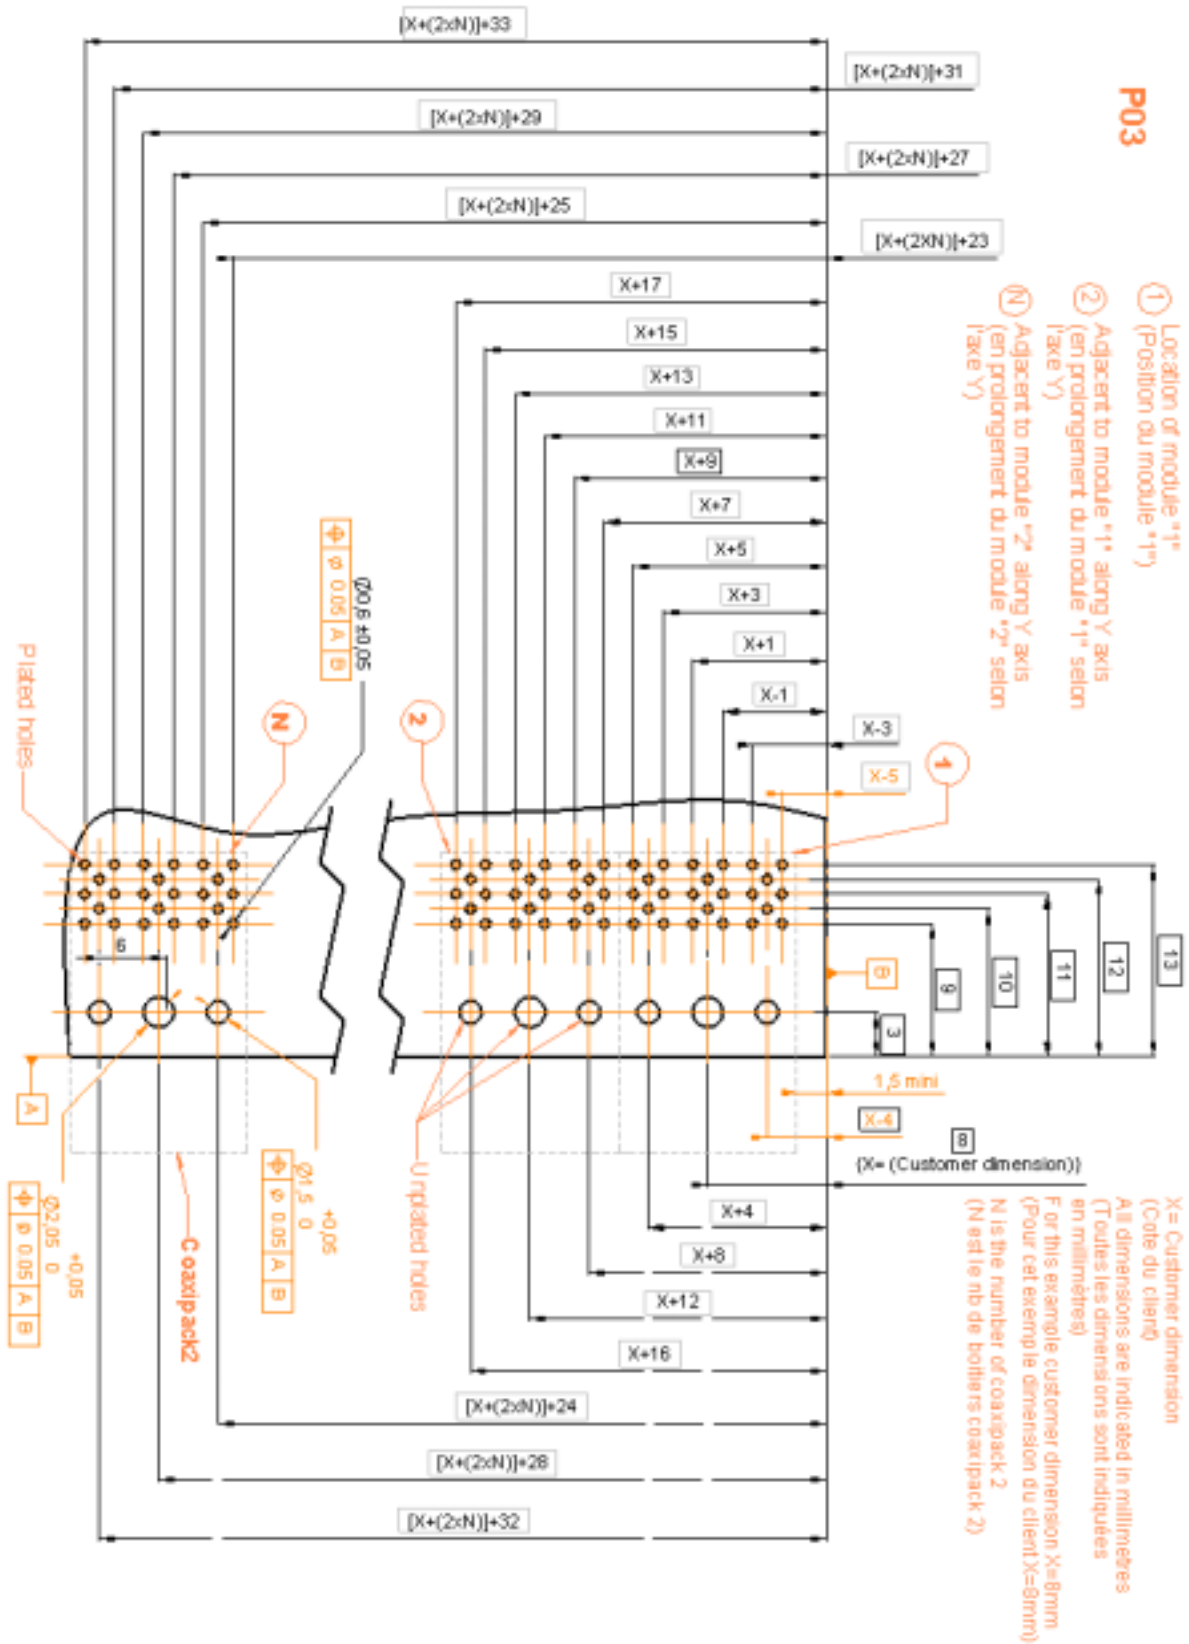 P03
[X+(2xN)]+33
[X+(2xN)]+31
[X+(2xN)]+29
[X+(2xN)]+27
[X+(2xN)]+25
[X+(2XN)]+23
X+17
X+15
X+13
X+11
X+9
X+7
X+5
X+3
X+1
X-1
X-3
X-5
1 Location of module "1"
(Position du module "1")
2 Adjacent to module "1" along Y axis
(en prolongement du module "1" selon
l'axe Y)
N Adjacent to module "2" along Y axis
(en prolongement du module "2" selon
l'axe Y)
Ø0,6 ±0,05
ø 0.05 A B
Plated holes
N
2
1
6
B
13
12
11
10
9
3
1,5 mini
X-4
8
(X= (Customer dimension))
A
Ø2,05 +0,05 0
ø 0.05 A B
Ø1,5 +0,05 0
ø 0.05 A B
Coaxipack2
Unplated holes
X+4
X+8
X+12
X+16
[X+(2xN)]+24
[X+(2xN)]+28
[X+(2xN)]+32
X= Customer dimension
(Cote du client)
All dimensions are indicated in millimetres
(Toutes les dimensions sont indiquées
en millimètres)
For this example customer dimension X=8mm
(Pour cet exemple dimension du client X=8mm)
N is the number of coaxipack 2
(N est le nb de boîtiers coaxipack 2)